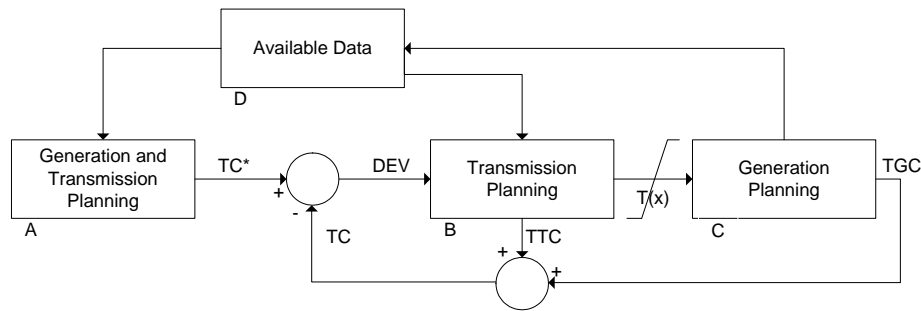 Available Data
D
Generation and
Transmission
Planning
A
TC*
+
-
DEV
Transmission
Planning
B
T(x)
Generation
Planning
C
TGC
TC
TTC
+
+